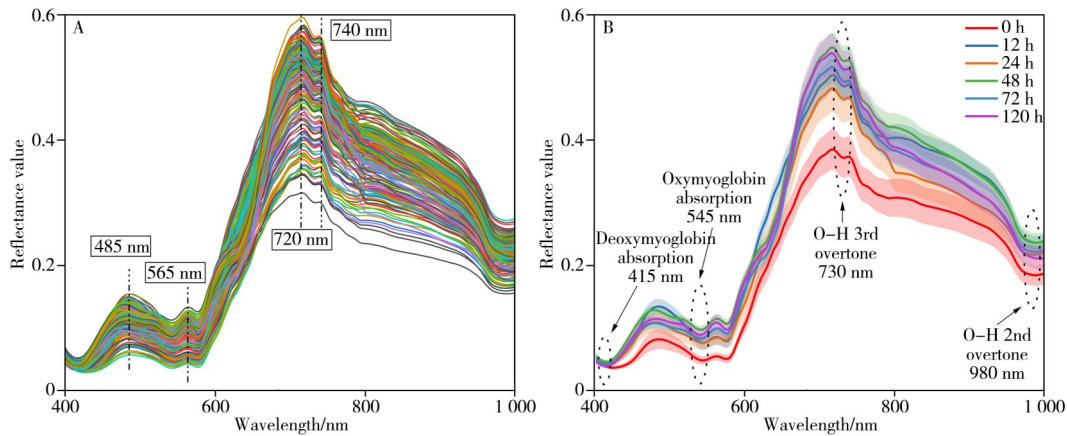 A
740 nm
485 nm
565 nm
720 nm
0.6
0.4
0.2
0
400
600
800
1 000
Reflectance value
Wavelength/nm
B
0 h
12 h
24 h
48 h
72 h
120 h
Oxymyoglobin
absorption
545 nm
Deoxymyoglobin
absorption
415 nm
O-H 3rd
overtone
730 nm
O-H 2nd
overtone
980 nm
0.6
0.4
0.2
0
400
600
800
1 000
Reflectance value
Wavelength/nm